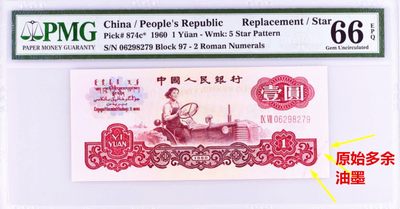 PMG
PAPER MONEY GUARANTY
China / People's Republic Replacement / Star
Pick# 874c* 1960 1 Yüan - Wmk: 5 Star Pattern
S/N 06298279 Block 97 - 2 Roman Numerals
66 EPQ
Gem Uncirculated
中國人民銀行
壹圓
IX VII 06298279
YI YUAN
1960
1
原始多余
油墨